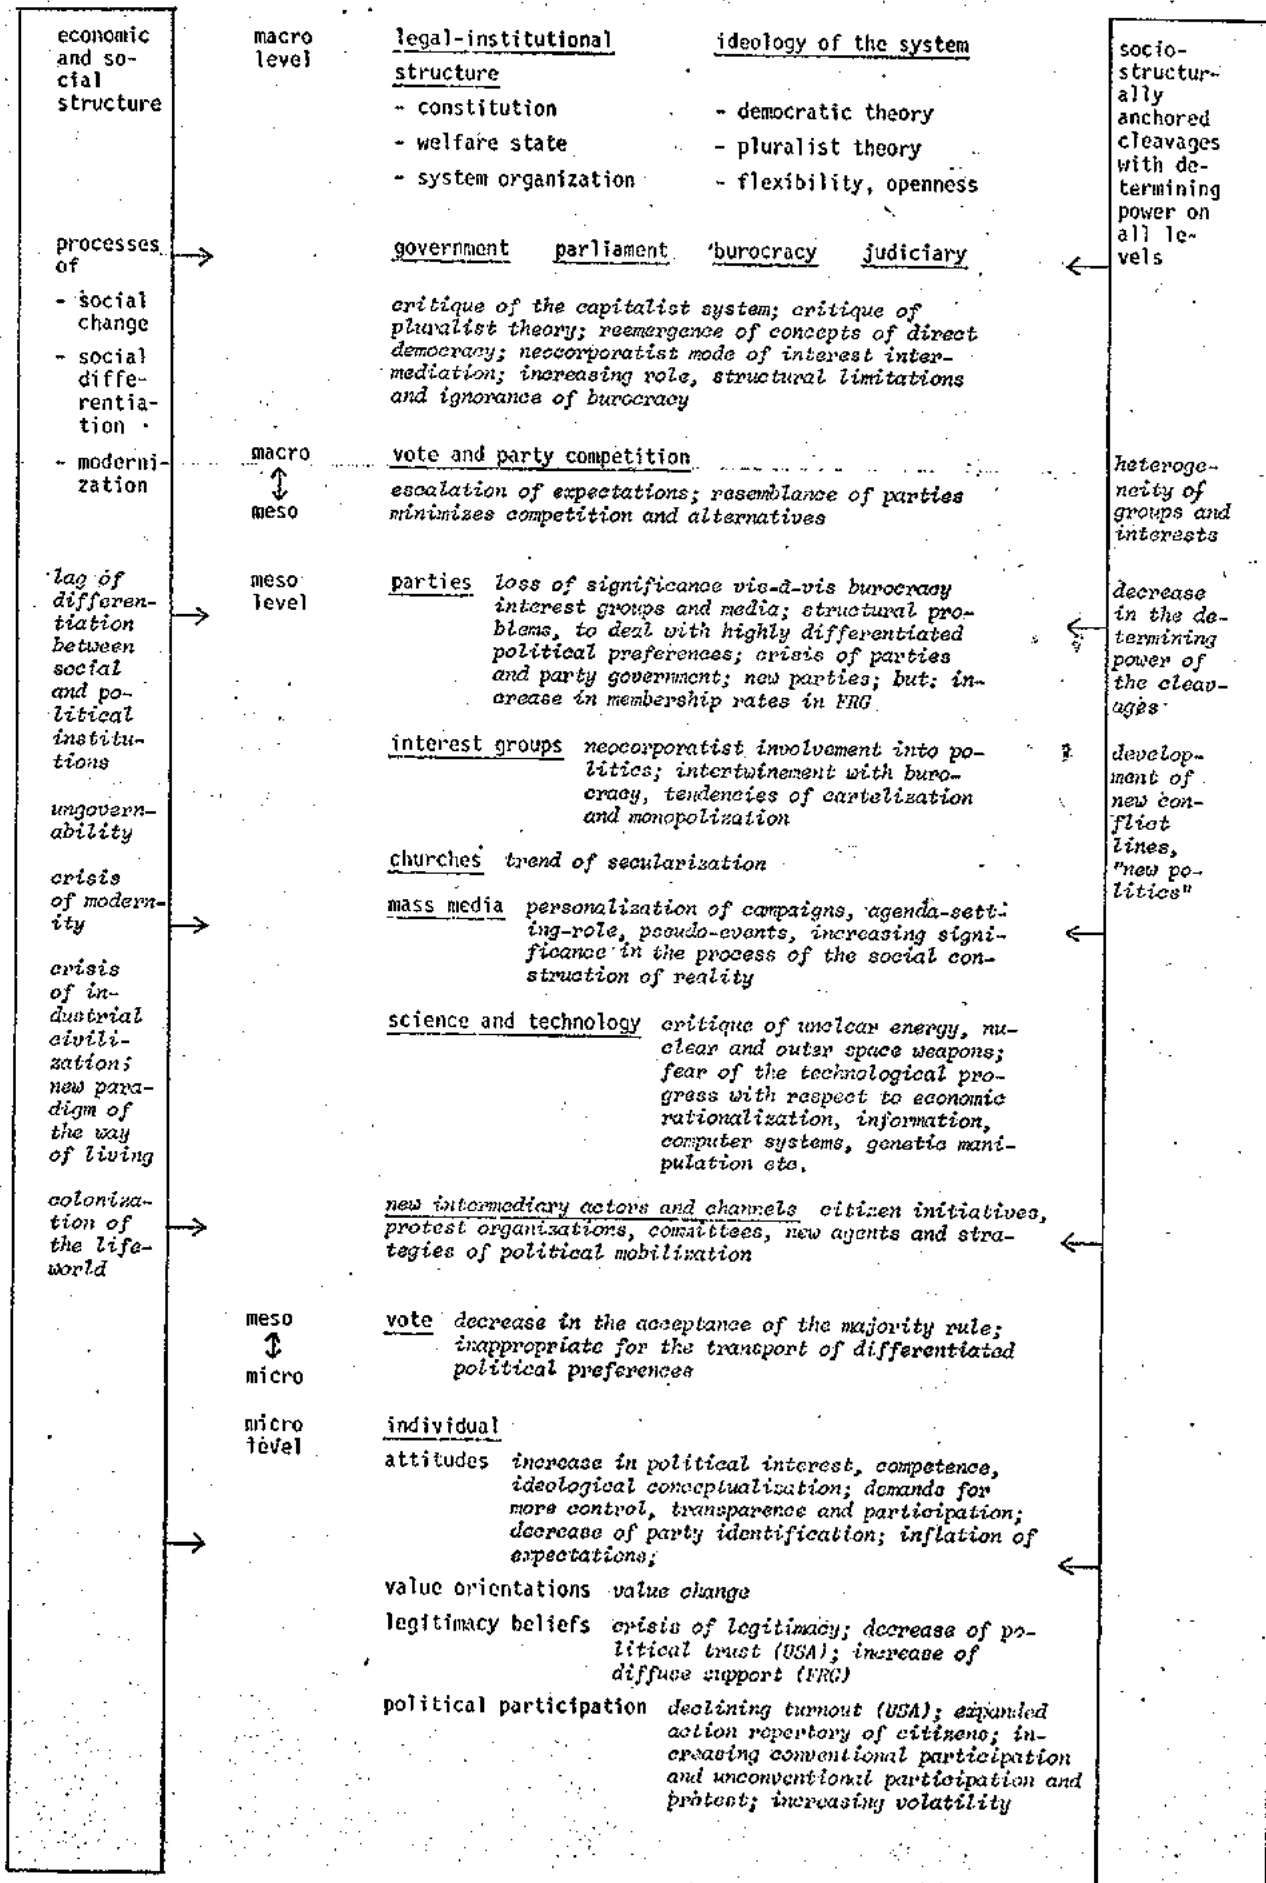 economic
and so-
cial
structure
processes
of
- social
change
- social
diffe-
rentia-
tion
- moderni-
zation
lag of
differen-
tiation
between
social
and po-
litical
institu-
tions
ungovern-
ability
crisis
of modern-
ity
crisis
of in-
dustrial
civili-
zation;
new para-
digm of
the way
of living
coloniza-
tion of
the life-
world
macro
level
legal-institutional
structure
- constitution
- welfare state
- system organization
ideology of the system
- democratic theory
- pluralist theory
- flexibility, openness
government parliament burocracy judiciary
critique of the capitalist system; critique of
pluralist theory; reemergence of concepts of direct
democracy; neocorporatist mode of interest inter-
mediation; increasing role, structural limitations
and ignorance of burocracy
macro
↕
meso
vote and party competition
escalation of expectations; resemblance of parties
minimizes competition and alternatives
meso
level
parties loss of significance vis-à-vis burocracy
interest groups and media; structural pro-
blems, to deal with highly differentiated
political preferences; crisis of parties
and party government; new parties; but: in-
crease in membership rates in FRG
interest groups neocorporatist involvement into po-
litics; intertwinement with buro-
cracy, tendencies of cartelization
and monopolization
churches trend of secularization
mass media personalization of campaigns, agenda-sett-
ing-role, pseudo-events, increasing signi-
ficance in the process of the social con-
struction of reality
science and technology critique of unclear energy, nu-
clear and outer space weapons;
fear of the technological pro-
gress with respect to economic
rationalization, information,
computer systems, genetic mani-
pulation etc.
new intermediary actors and channels citizen initiatives,
protest organizations, committees, new agents and stra-
tegies of political mobilization
meso
↕
micro
vote decrease in the acceptance of the majority rule;
inappropriate for the transport of differentiated
political preferences
micro
level
individual
attitudes increase in political interest, competence,
ideological conceptualization; demands for
more control, transparence and participation;
decrease of party identification; inflation of
expectations;
value orientations value change
legitimacy beliefs crisis of legitimacy; decrease of po-
litical trust (USA); increase of
diffuse support (FRG)
political participation declining turnout (USA); expanded
action repertory of citizens; in-
creasing conventional participation
and unconventional participation and
protest; increasing volatility
socio-
structur-
ally
anchored
cleavages
with de-
termining
power on
all le-
vels
heteroge-
neity of
groups and
interests
decrease
in the de-
termining
power of
the cleav-
ages
develop-
ment of
new con-
flict
lines,
"new po-
litics"